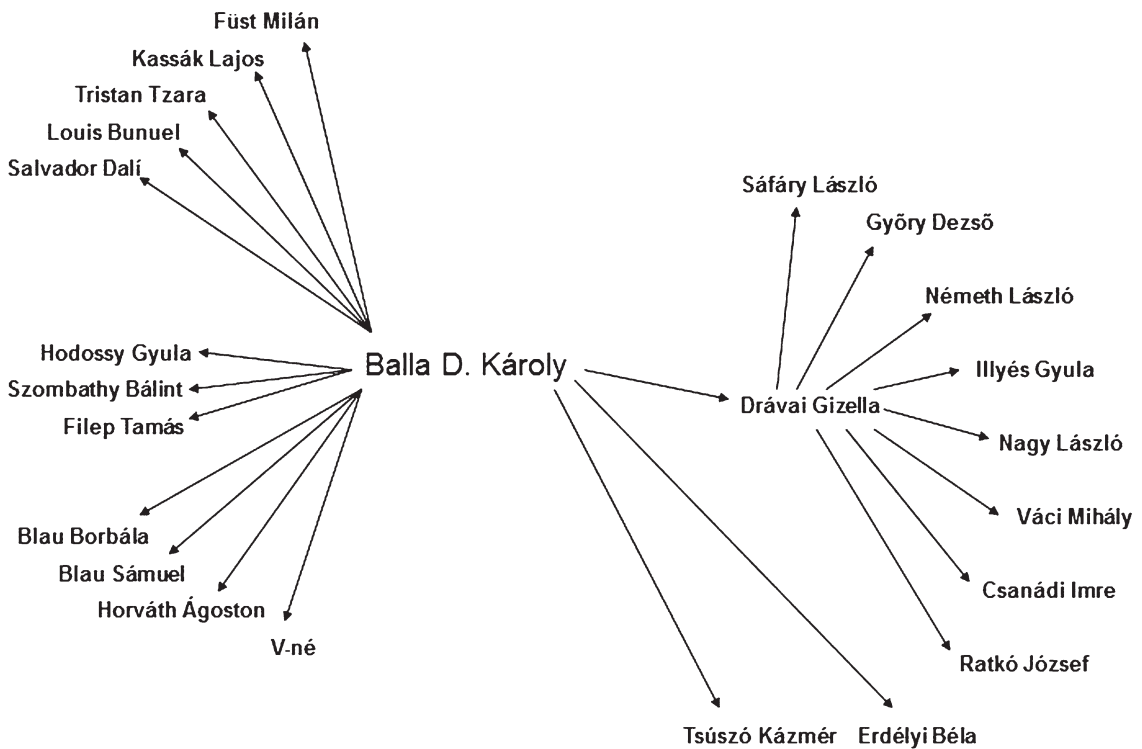 Füst Milán
Kassák Lajos
Tristan Tzara
Louis Bunuel
Salvador Dalí
Sáfáry László
Győry Dezső
Németh László
Hodossy Gyula
Balla D. Károly
Illyés Gyula
Szombathy Bálint
Drávai Gizella
Filep Tamás
Nagy László
Váci Mihály
Blau Borbála
Blau Sámuel
Csanádi Imre
Horváth Ágoston
V-né
Ratkó József
Tsúszó Kázmér
Erdélyi Béla